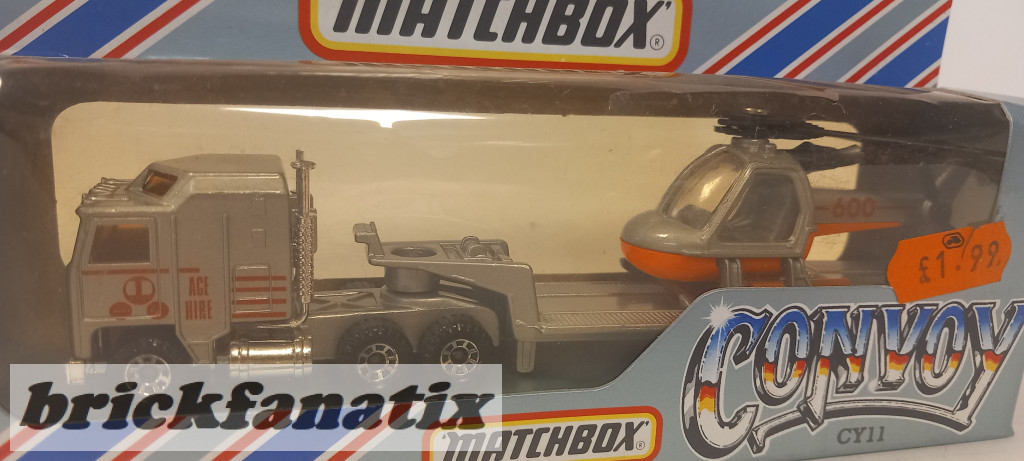 MATCHBOX®
600
£1.99
ACE
HIRE
CONVOY
CY11
brickfanatix
MATCHBOX®